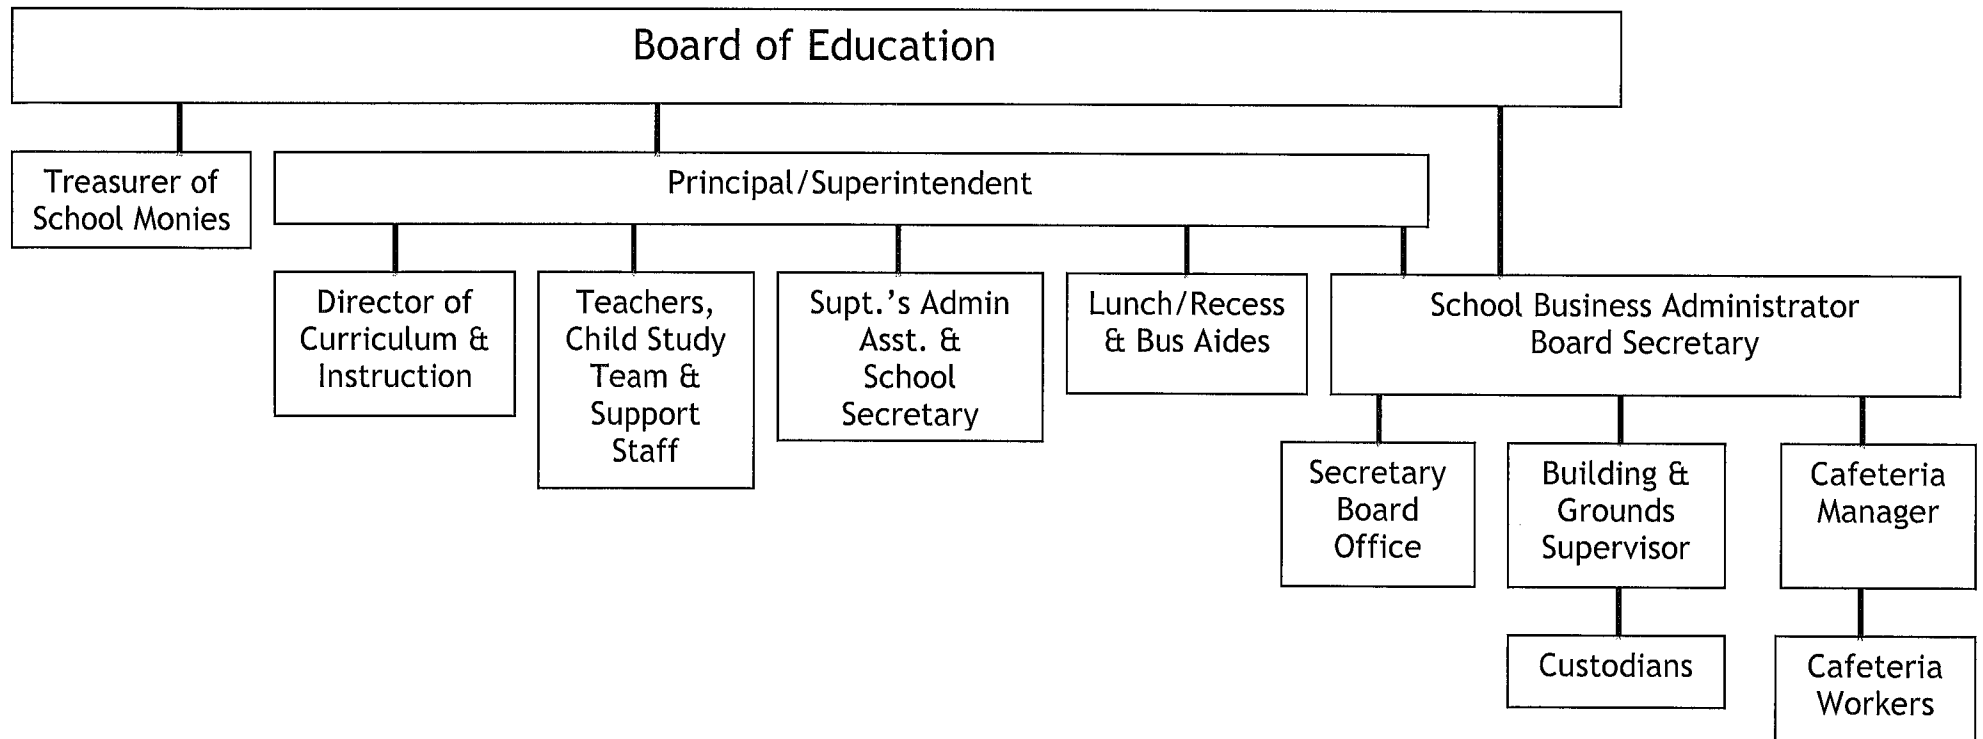 Board of Education
Treasurer of
School Monies
Principal/Superintendent
Director of
Curriculum &
Instruction
Teachers,
Child Study
Team &
Support
Staff
Supt.'s Admin
Asst. &
School
Secretary
Lunch/Recess
& Bus Aides
School Business Administrator
Board Secretary
Secretary
Board
Office
Building &
Grounds
Supervisor
Cafeteria
Manager
Custodians
Cafeteria
Workers